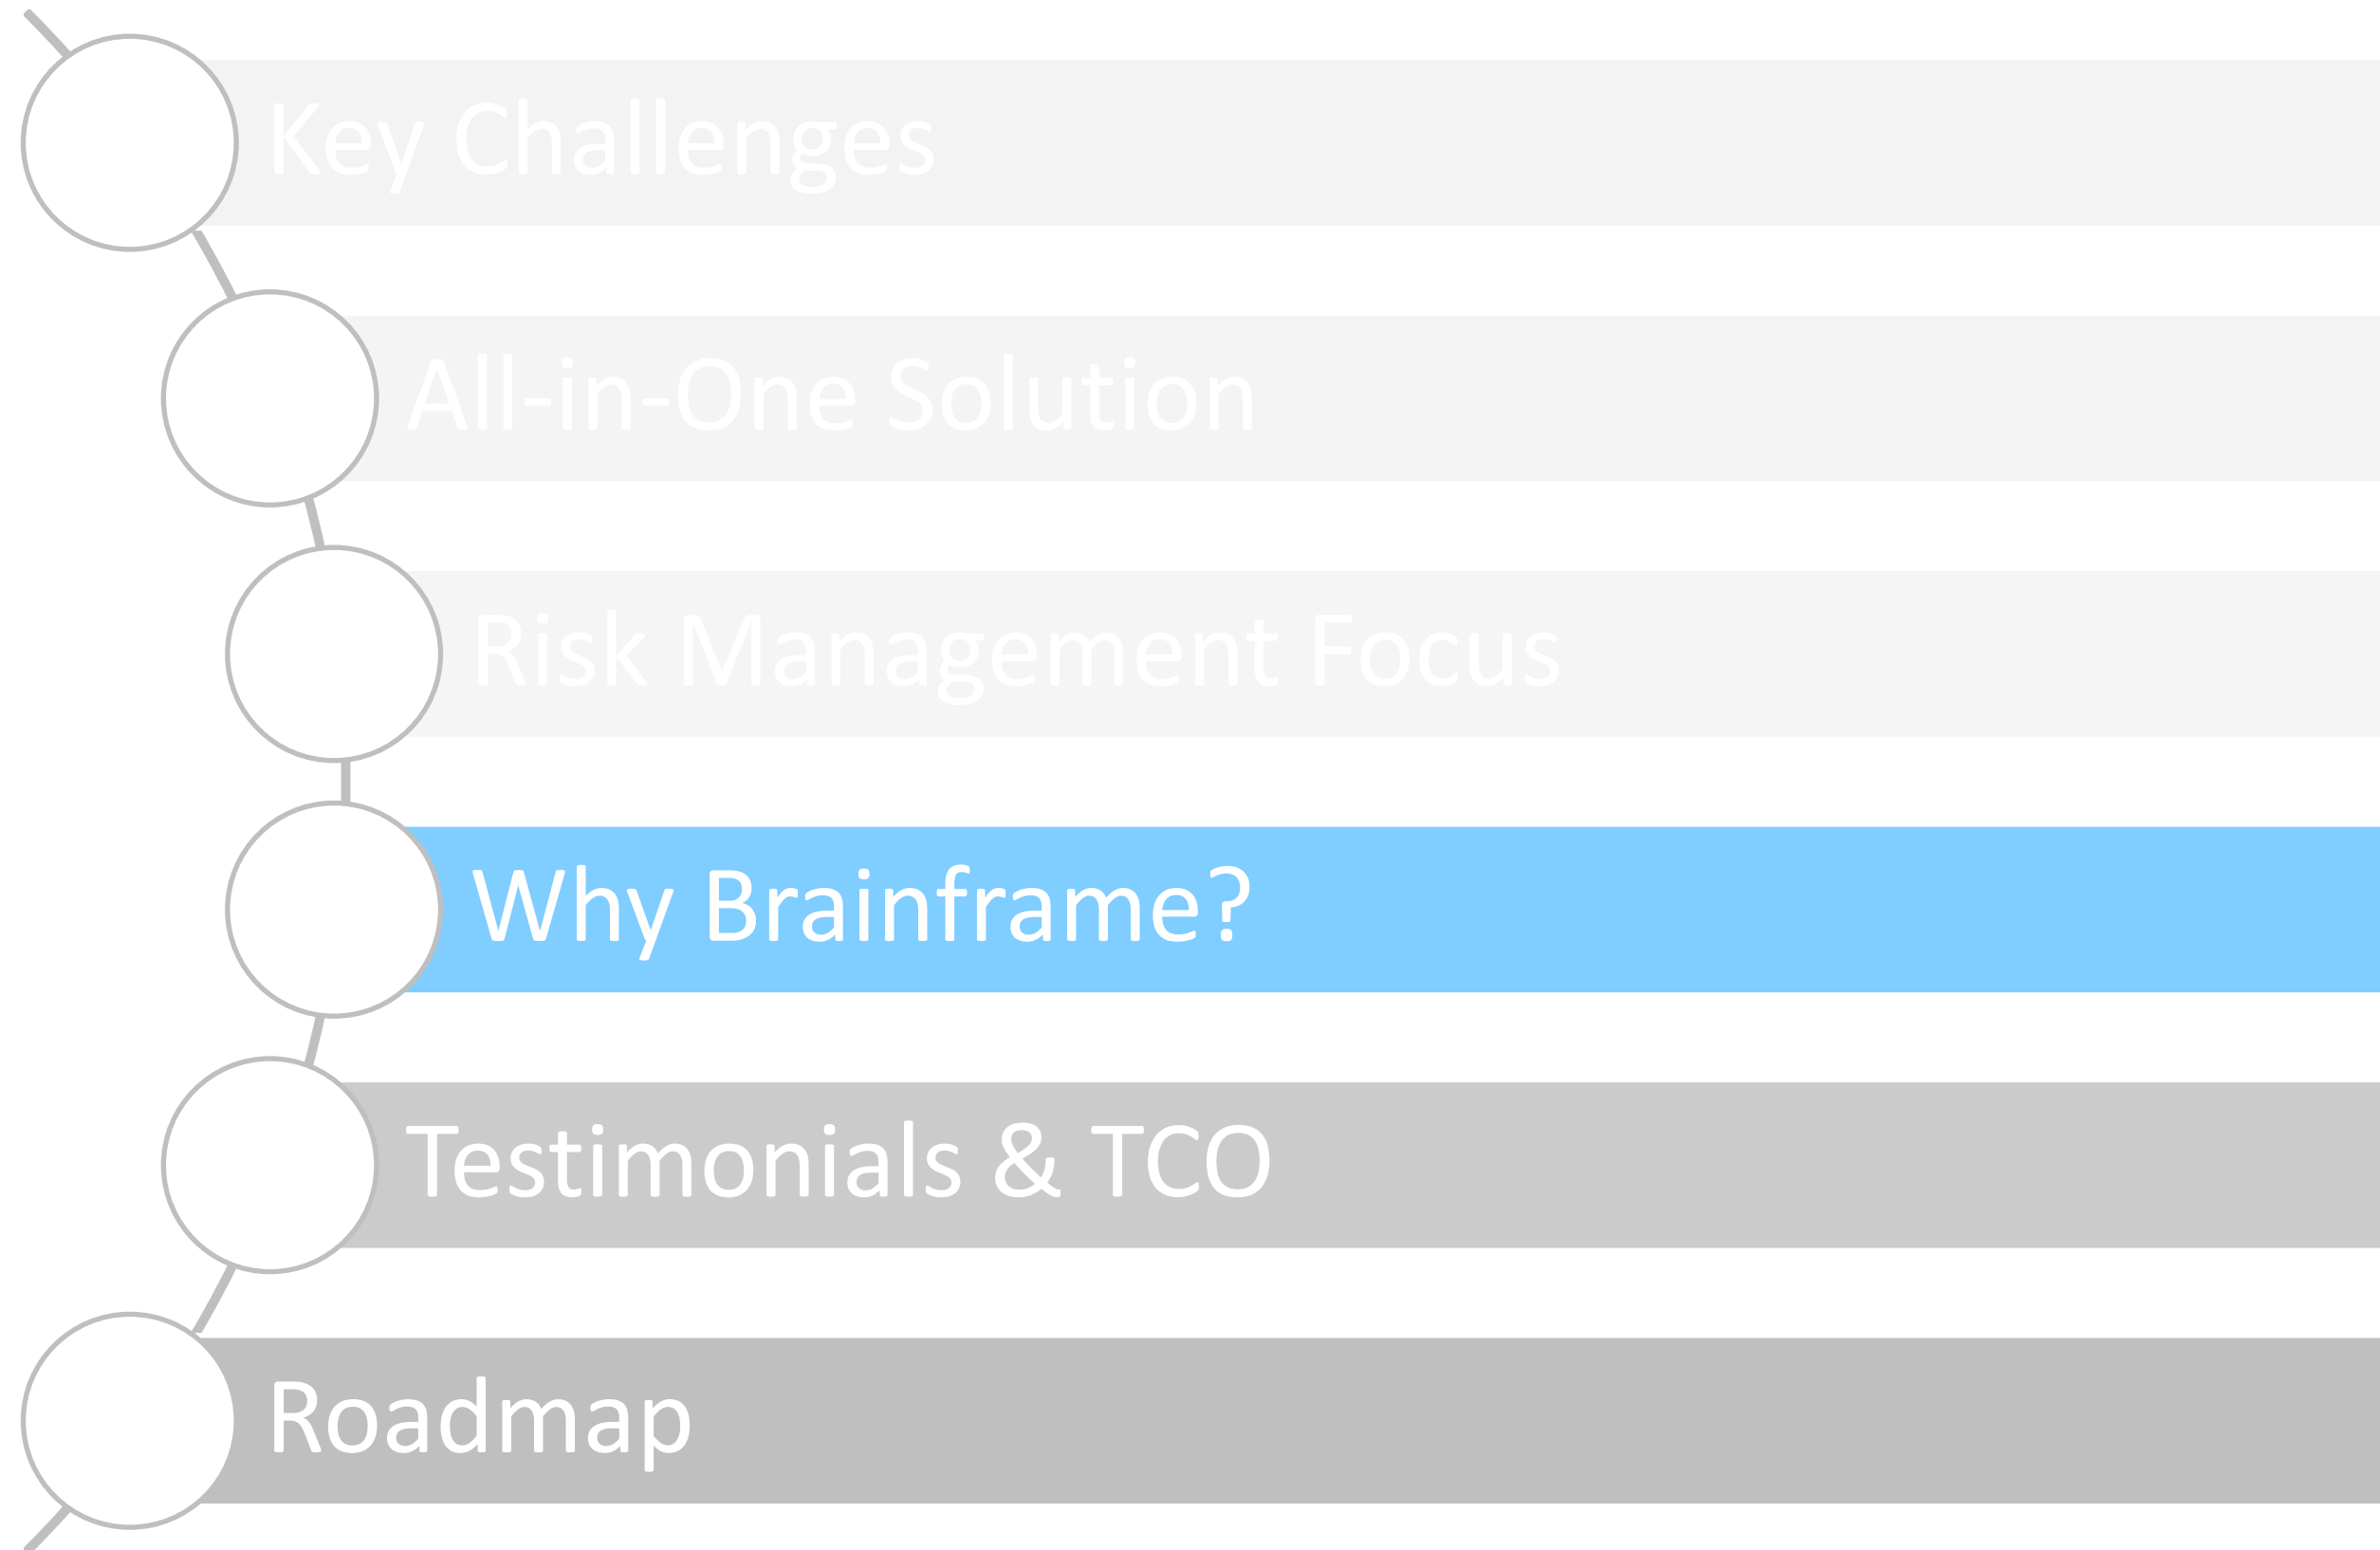 Key Challenges
All-in-One Solution
Risk Management Focus
Why Brainframe?
Testimonials & TCO
Roadmap